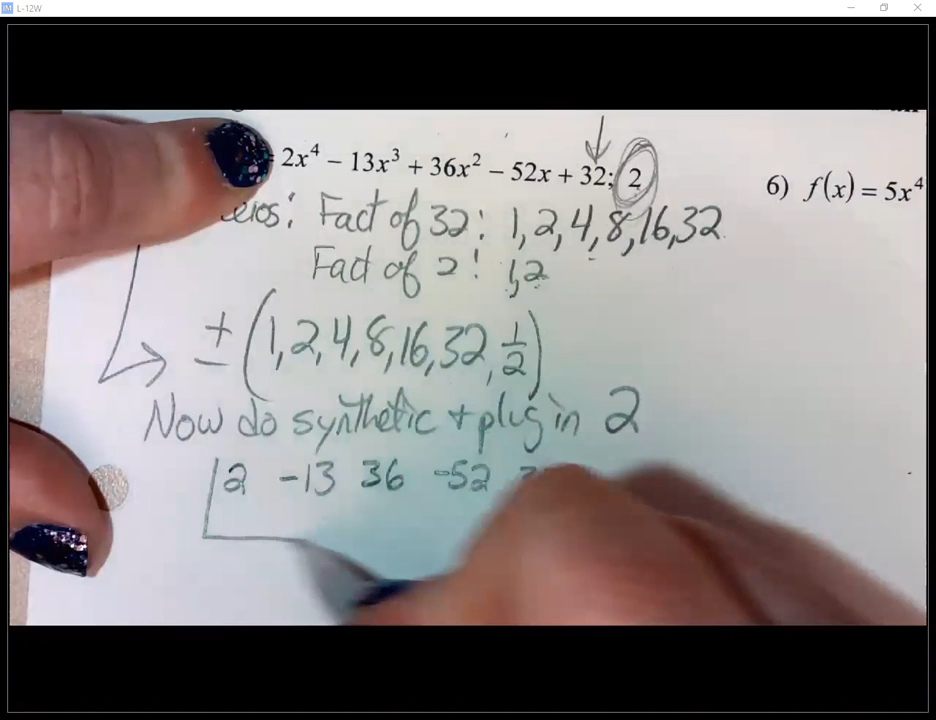 L-12W
= 2x⁴ − 13x³ + 36x² − 52x + 32; 2
6) f(x) = 5x⁴
Fact of 32: 1, 2, 4, 8, 16, 32
Fact of 2: 1, 2
± (1, 2, 4, 8, 16, 32, 1/2)
Now do synthetic + plug in 2
2 -13 36 -52